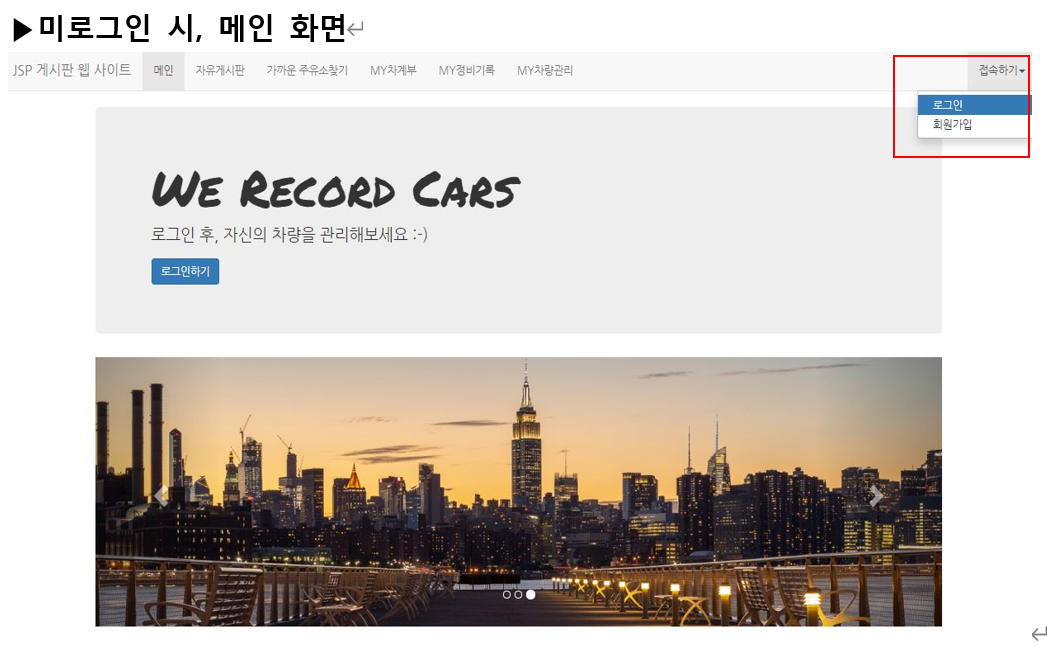 ▶미로그인 시, 메인 화면↵
JSP 게시판 웹 사이트 메인 자유게시판 가까운 주유소찾기 MY차계부 MY정비기록 MY차량관리 접속하기
로그인
회원가입
We Record Cars
로그인 후, 자신의 차량을 관리해보세요 :-)
로그인하기